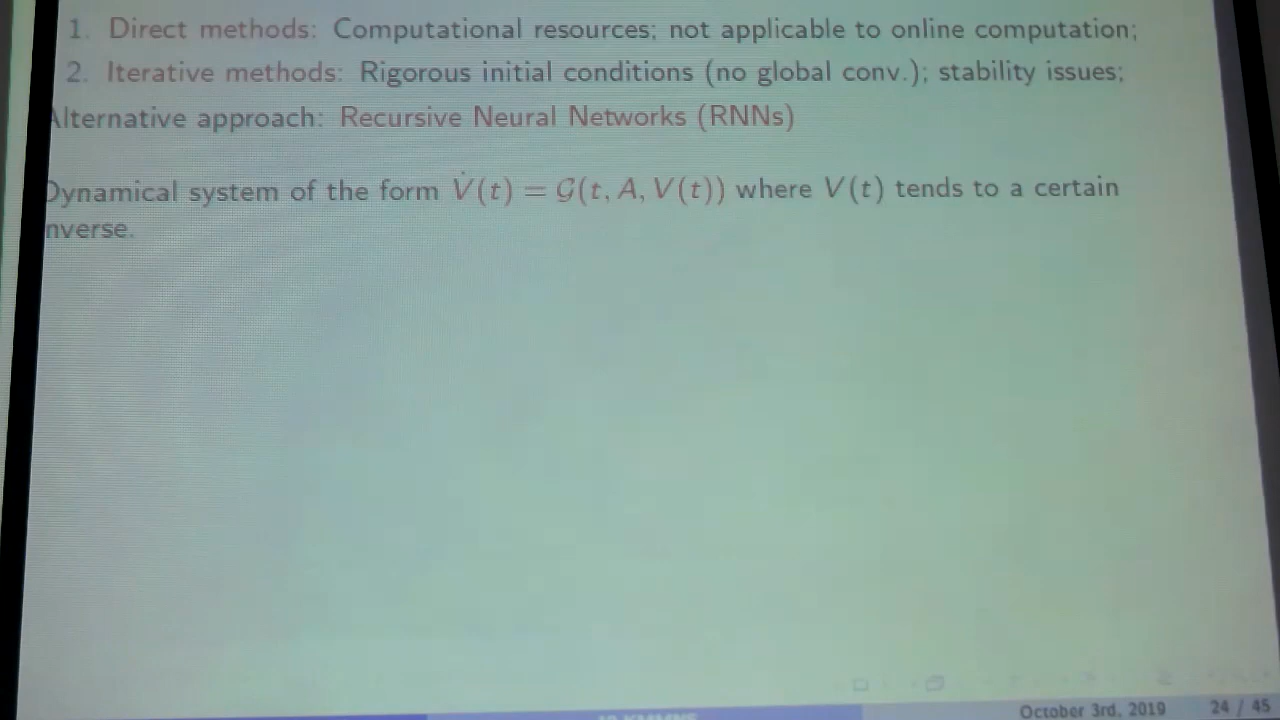 1. Direct methods: Computational resources; not applicable to online computation;
2. Iterative methods: Rigorous initial conditions (no global conv.); stability issues;
Alternative approach: Recursive Neural Networks (RNNs)
Dynamical system of the form V̇(t) = 𝒢(t, A, V(t)) where V(t) tends to a certain
nverse.
October 3rd, 2019 24 / 45